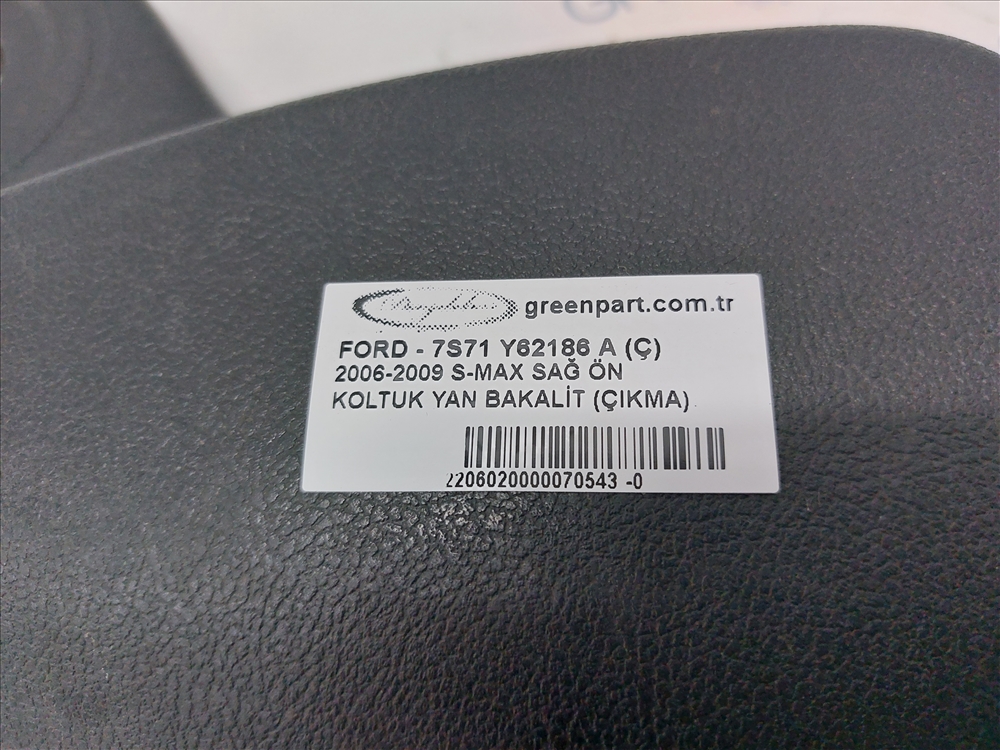 greenpart.com.tr
FORD - 7S71 Y62186 A (Ç)
2006-2009 S-MAX SAĞ ÖN
KOLTUK YAN BAKALİT (ÇIKMA)
2206020000070543 -0